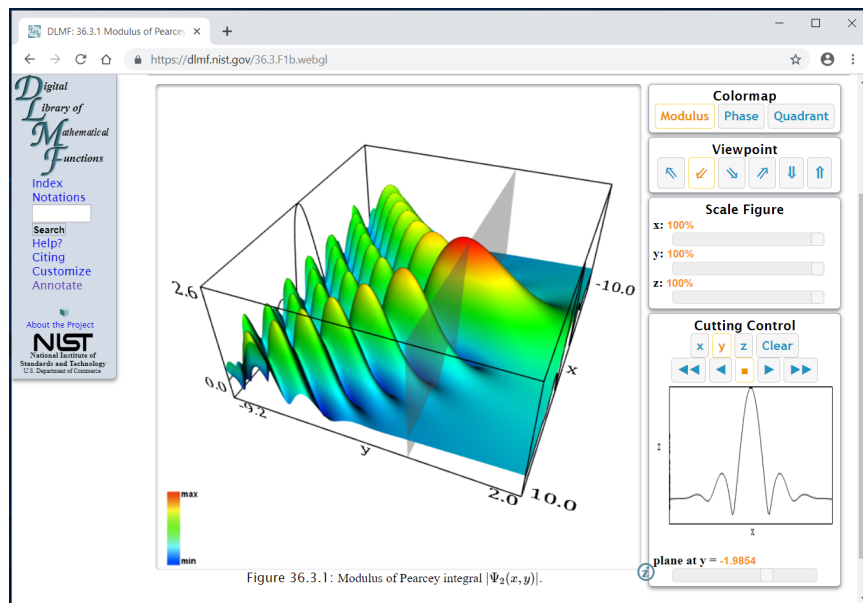 DLMF: 36.3.1 Modulus of Pearcey
https://dlmf.nist.gov/36.3.F1b.webgl
Digital
Library of
Mathematical
Functions
Index
Notations
Search
Help?
Citing
Customize
Annotate
About the Project
NIST
National Institute of
Standards and Technology
U.S. Department of Commerce
2.6
0.0
-9.2
y
2.0
10.0
x
-10.0
max
min
Figure 36.3.1: Modulus of Pearcey integral |Ψ₂(x, y)|.
Colormap
Modulus Phase Quadrant
Viewpoint
Scale Figure
x: 100%
y: 100%
z: 100%
Cutting Control
x y z Clear
z
x
plane at y = -1.9854
i